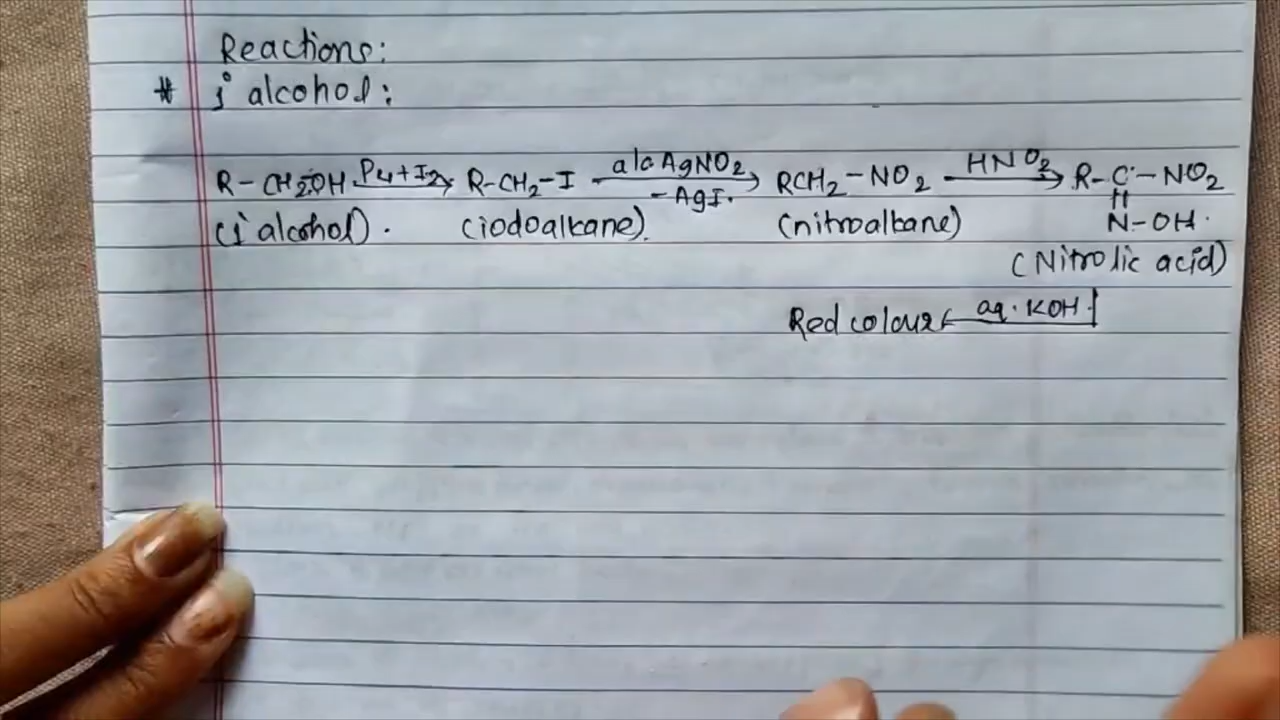 Reactions:
* 1° alcohol:
R-CH2OH P4+I2→ R-CH2-I alc AgNO2→ -AgI. RCH2-NO2 HNO2→ R-C-NO2
||
(1° alcohol). (iodoalkane). (nitroalkane) N-OH.
(Nitrolic acid)
Red colour← aq. KOH